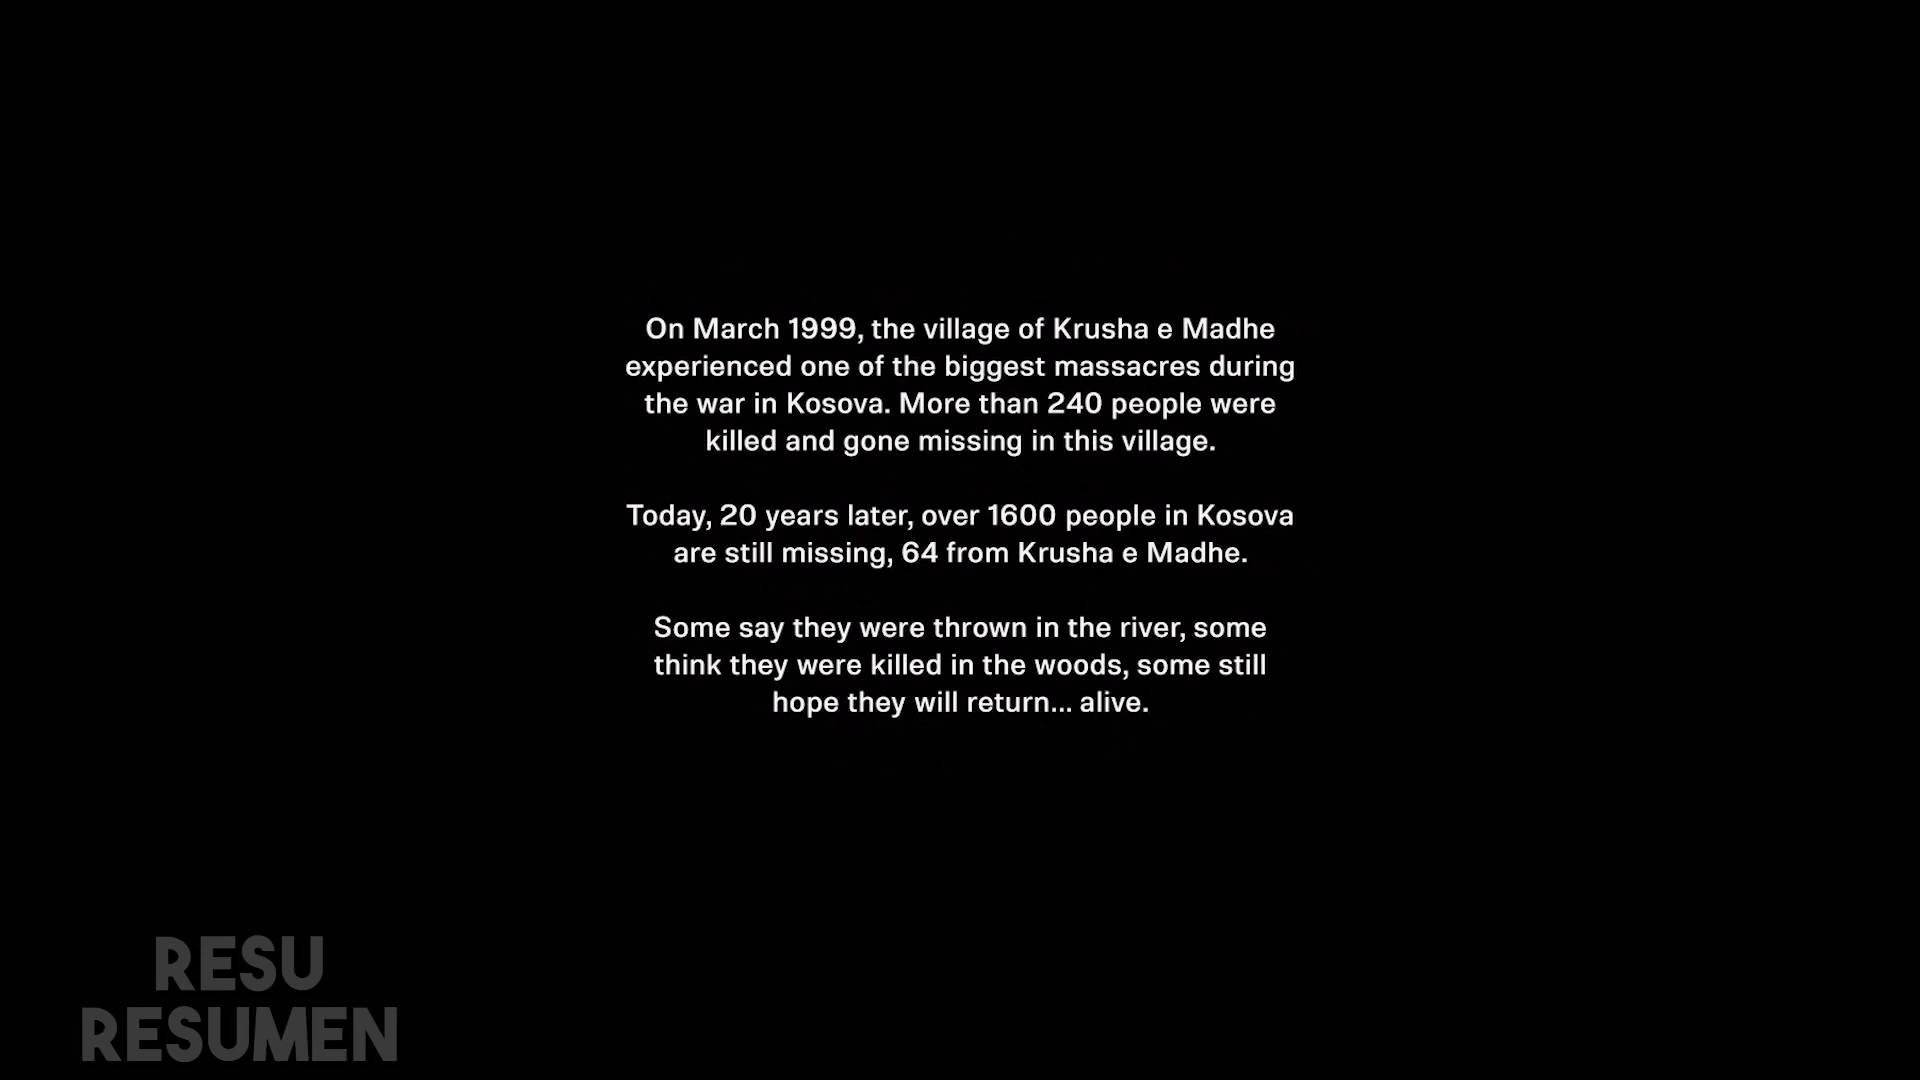 On March 1999, the village of Krusha e Madhe
experienced one of the biggest massacres during
the war in Kosova. More than 240 people were
killed and gone missing in this village.
Today, 20 years later, over 1600 people in Kosova
are still missing, 64 from Krusha e Madhe.
Some say they were thrown in the river, some
think they were killed in the woods, some still
hope they will return... alive.
RESU
RESUMEN